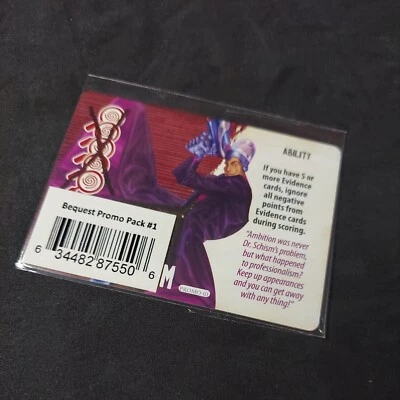 ABILITY
If you have 5 or
more Evidence
cards, ignore
all negative
points from
Evidence cards
during scoring.
"Ambition was never
Dr. Schism's problem,
but what happened
to professionalism?
Keep up appearances
and you can get away
with any thing!"
Bequest Promo Pack #1
6 34482 87550 6
M